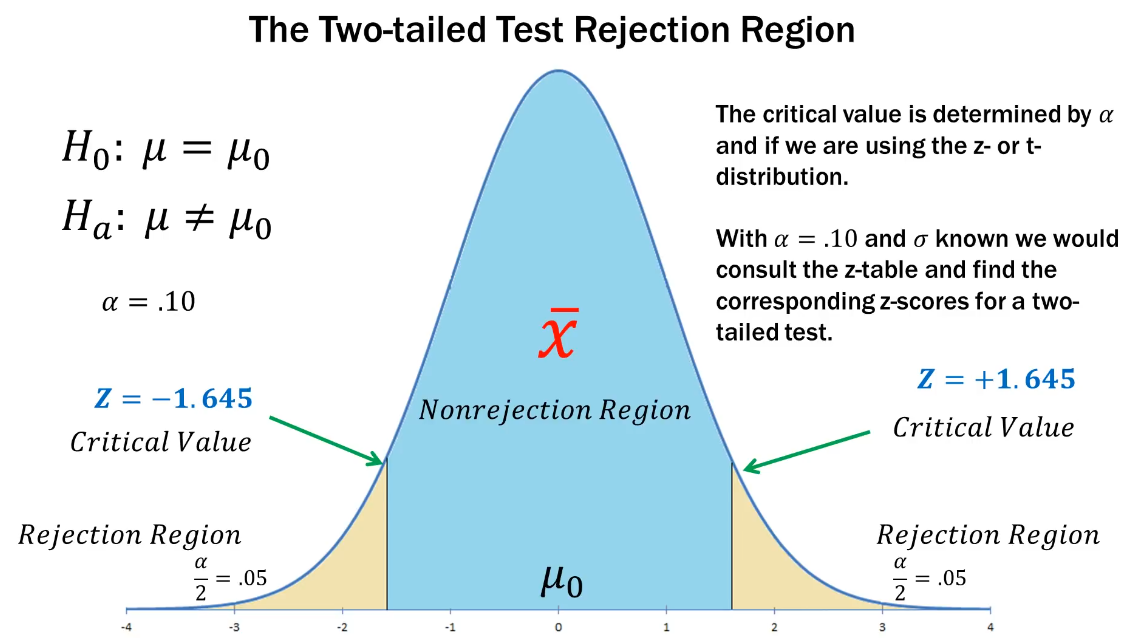 The Two-tailed Test Rejection Region
H₀: μ = μ₀
Hₐ: μ ≠ μ₀
α = .10
The critical value is determined by α
and if we are using the z- or t-
distribution.
With α = .10 and σ known we would
consult the z-table and find the
corresponding z-scores for a two-
tailed test.
x̄
Nonrejection Region
Z = −1.645
Critical Value
Z = +1.645
Critical Value
Rejection Region
α/2 = .05
μ₀
Rejection Region
α/2 = .05
-4 -3 -2 -1 0 1 2 3 4